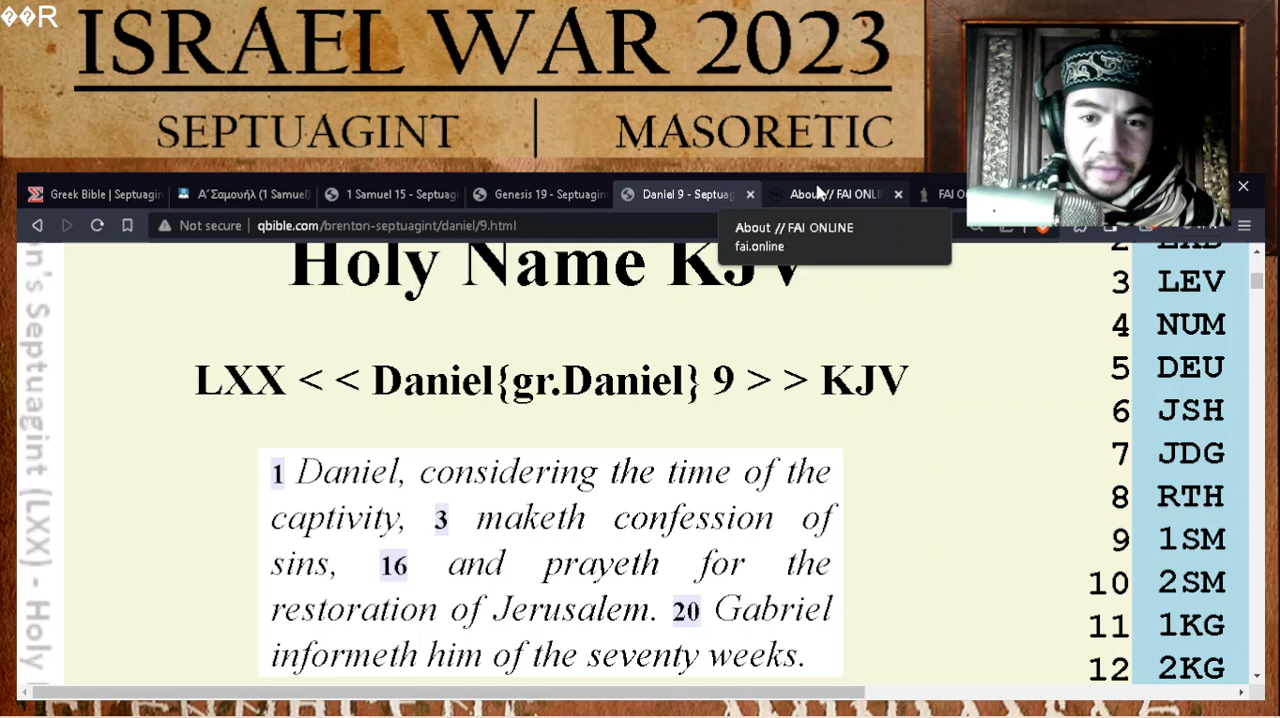 ��R
ISRAEL WAR 2023
SEPTUAGINT | MASORETIC
Greek Bible | Septuagin
Α΄Σαμουήλ (1 Samuel)
1 Samuel 15 - Septuagi
Genesis 19 - Septuagin
Daniel 9 - Septuag
About // FAI ONLI
FAI O
Not secure qbible.com/brenton-septuagint/daniel/9.html
About // FAI ONLINE
fai.online
Holy Name KJV
LXX < < Daniel{gr.Daniel} 9 > > KJV
1 Daniel, considering the time of the
captivity, 3 maketh confession of
sins, 16 and prayeth for the
restoration of Jerusalem. 20 Gabriel
informeth him of the seventy weeks.
3 LEV
4 NUM
5 DEU
6 JSH
7 JDG
8 RTH
9 1SM
10 2SM
11 1KG
12 2KG
's Septuagint (LXX) - Holy